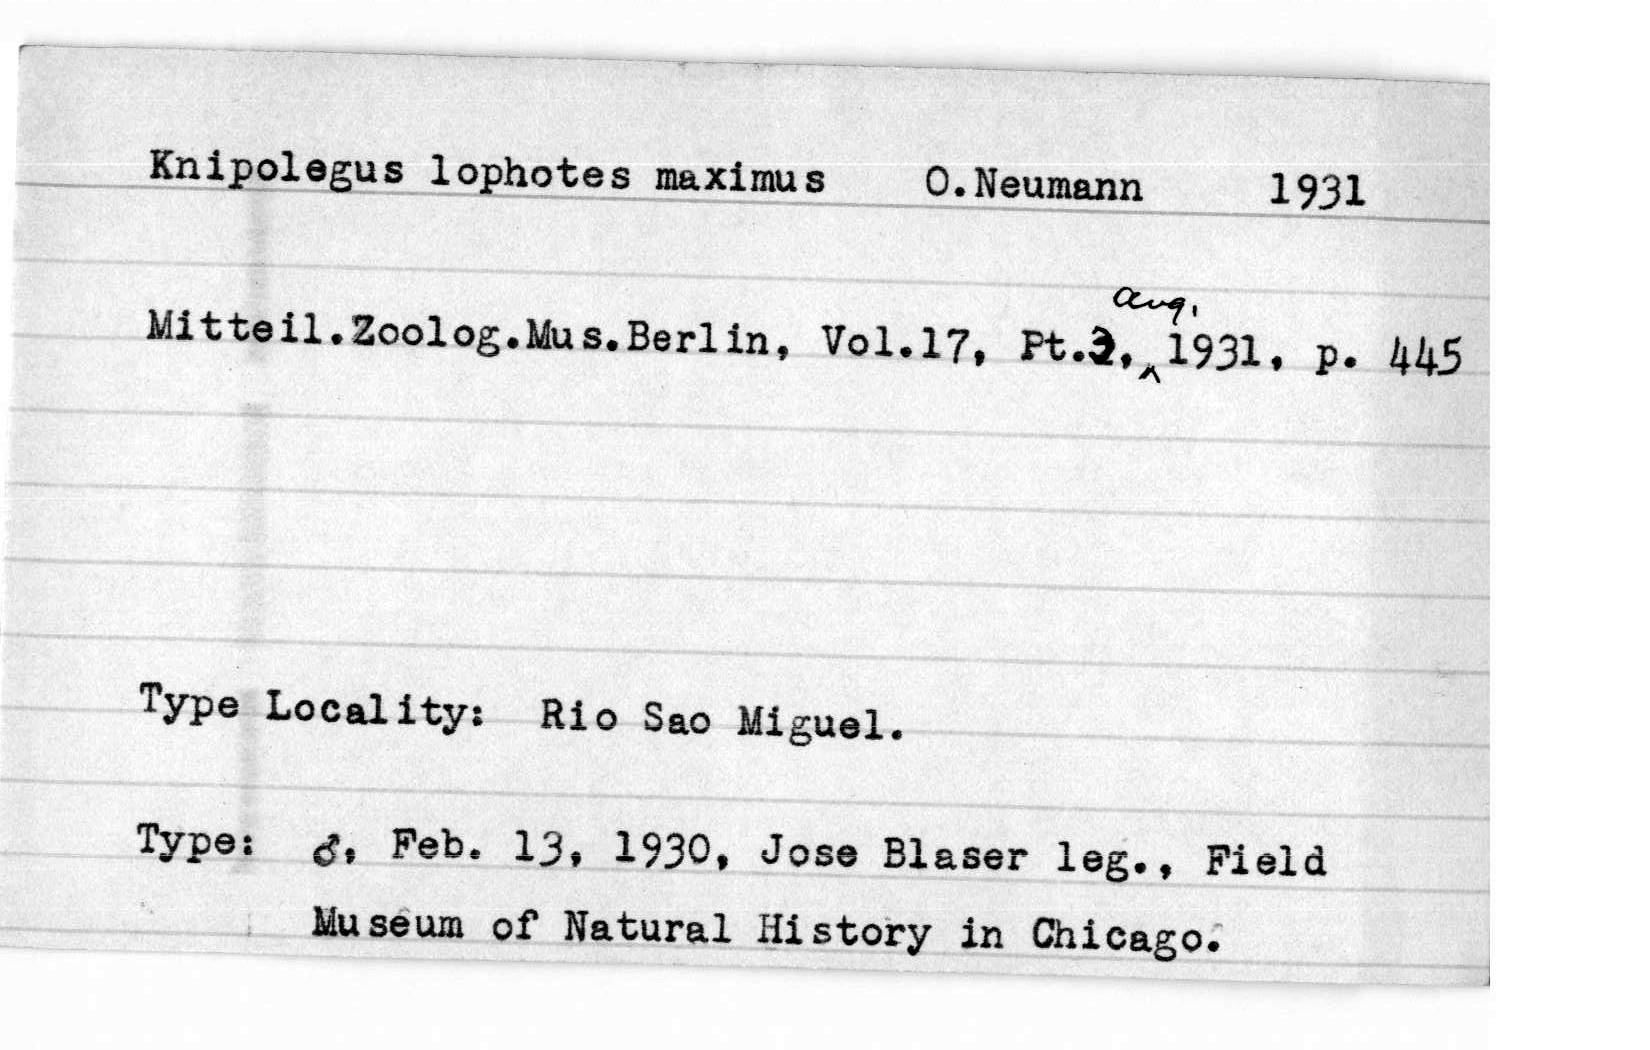 Knipolegus lophotes maximus O.Neumann 1931
Aug.
Mitteil.Zoolog.Mus.Berlin, Vol.17, Pt. , ^ 1931, p. 445
Type Locality: Rio Sao Miguel.
Type: ♂, Feb. 13, 1930, Jose Blaser leg., Field
Museum of Natural History in Chicago.